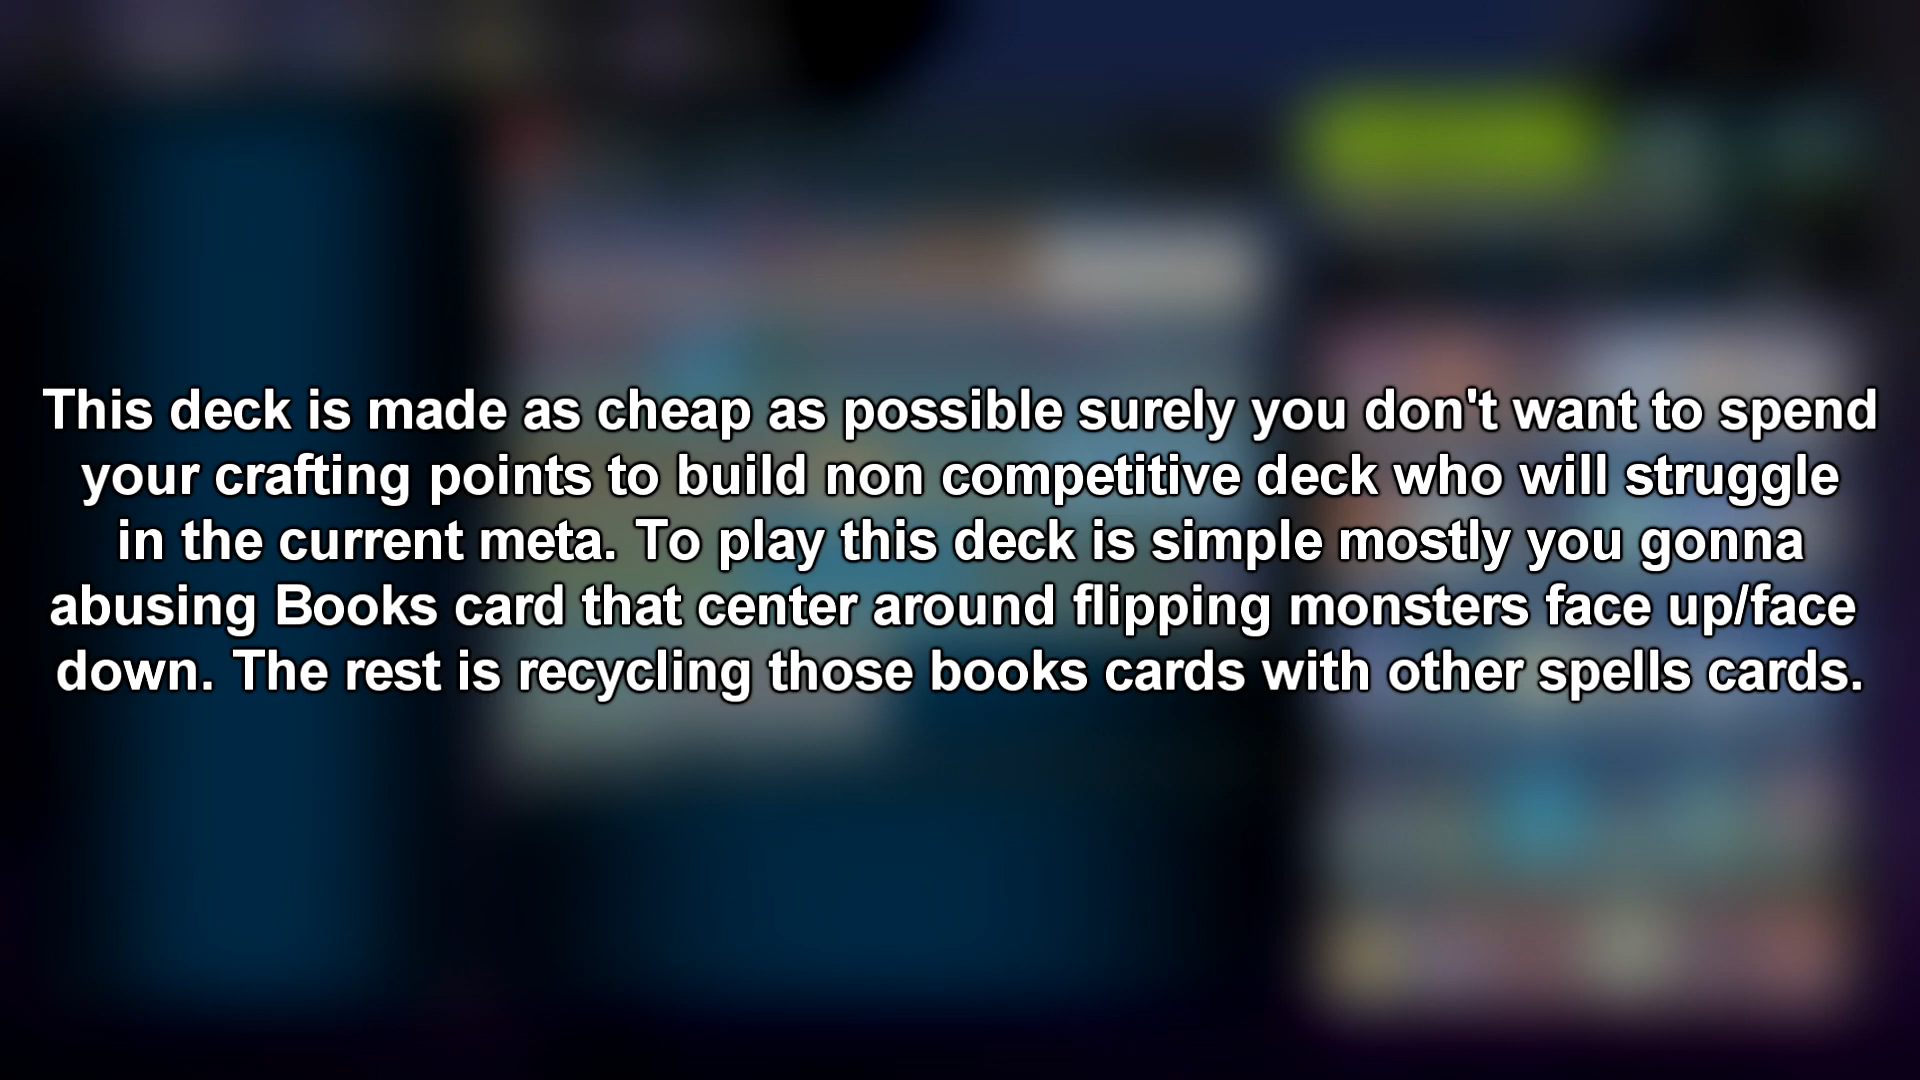 This deck is made as cheap as possible surely you don't want to spend
your crafting points to build non competitive deck who will struggle
in the current meta. To play this deck is simple mostly you gonna
abusing Books card that center around flipping monsters face up/face
down. The rest is recycling those books cards with other spells cards.